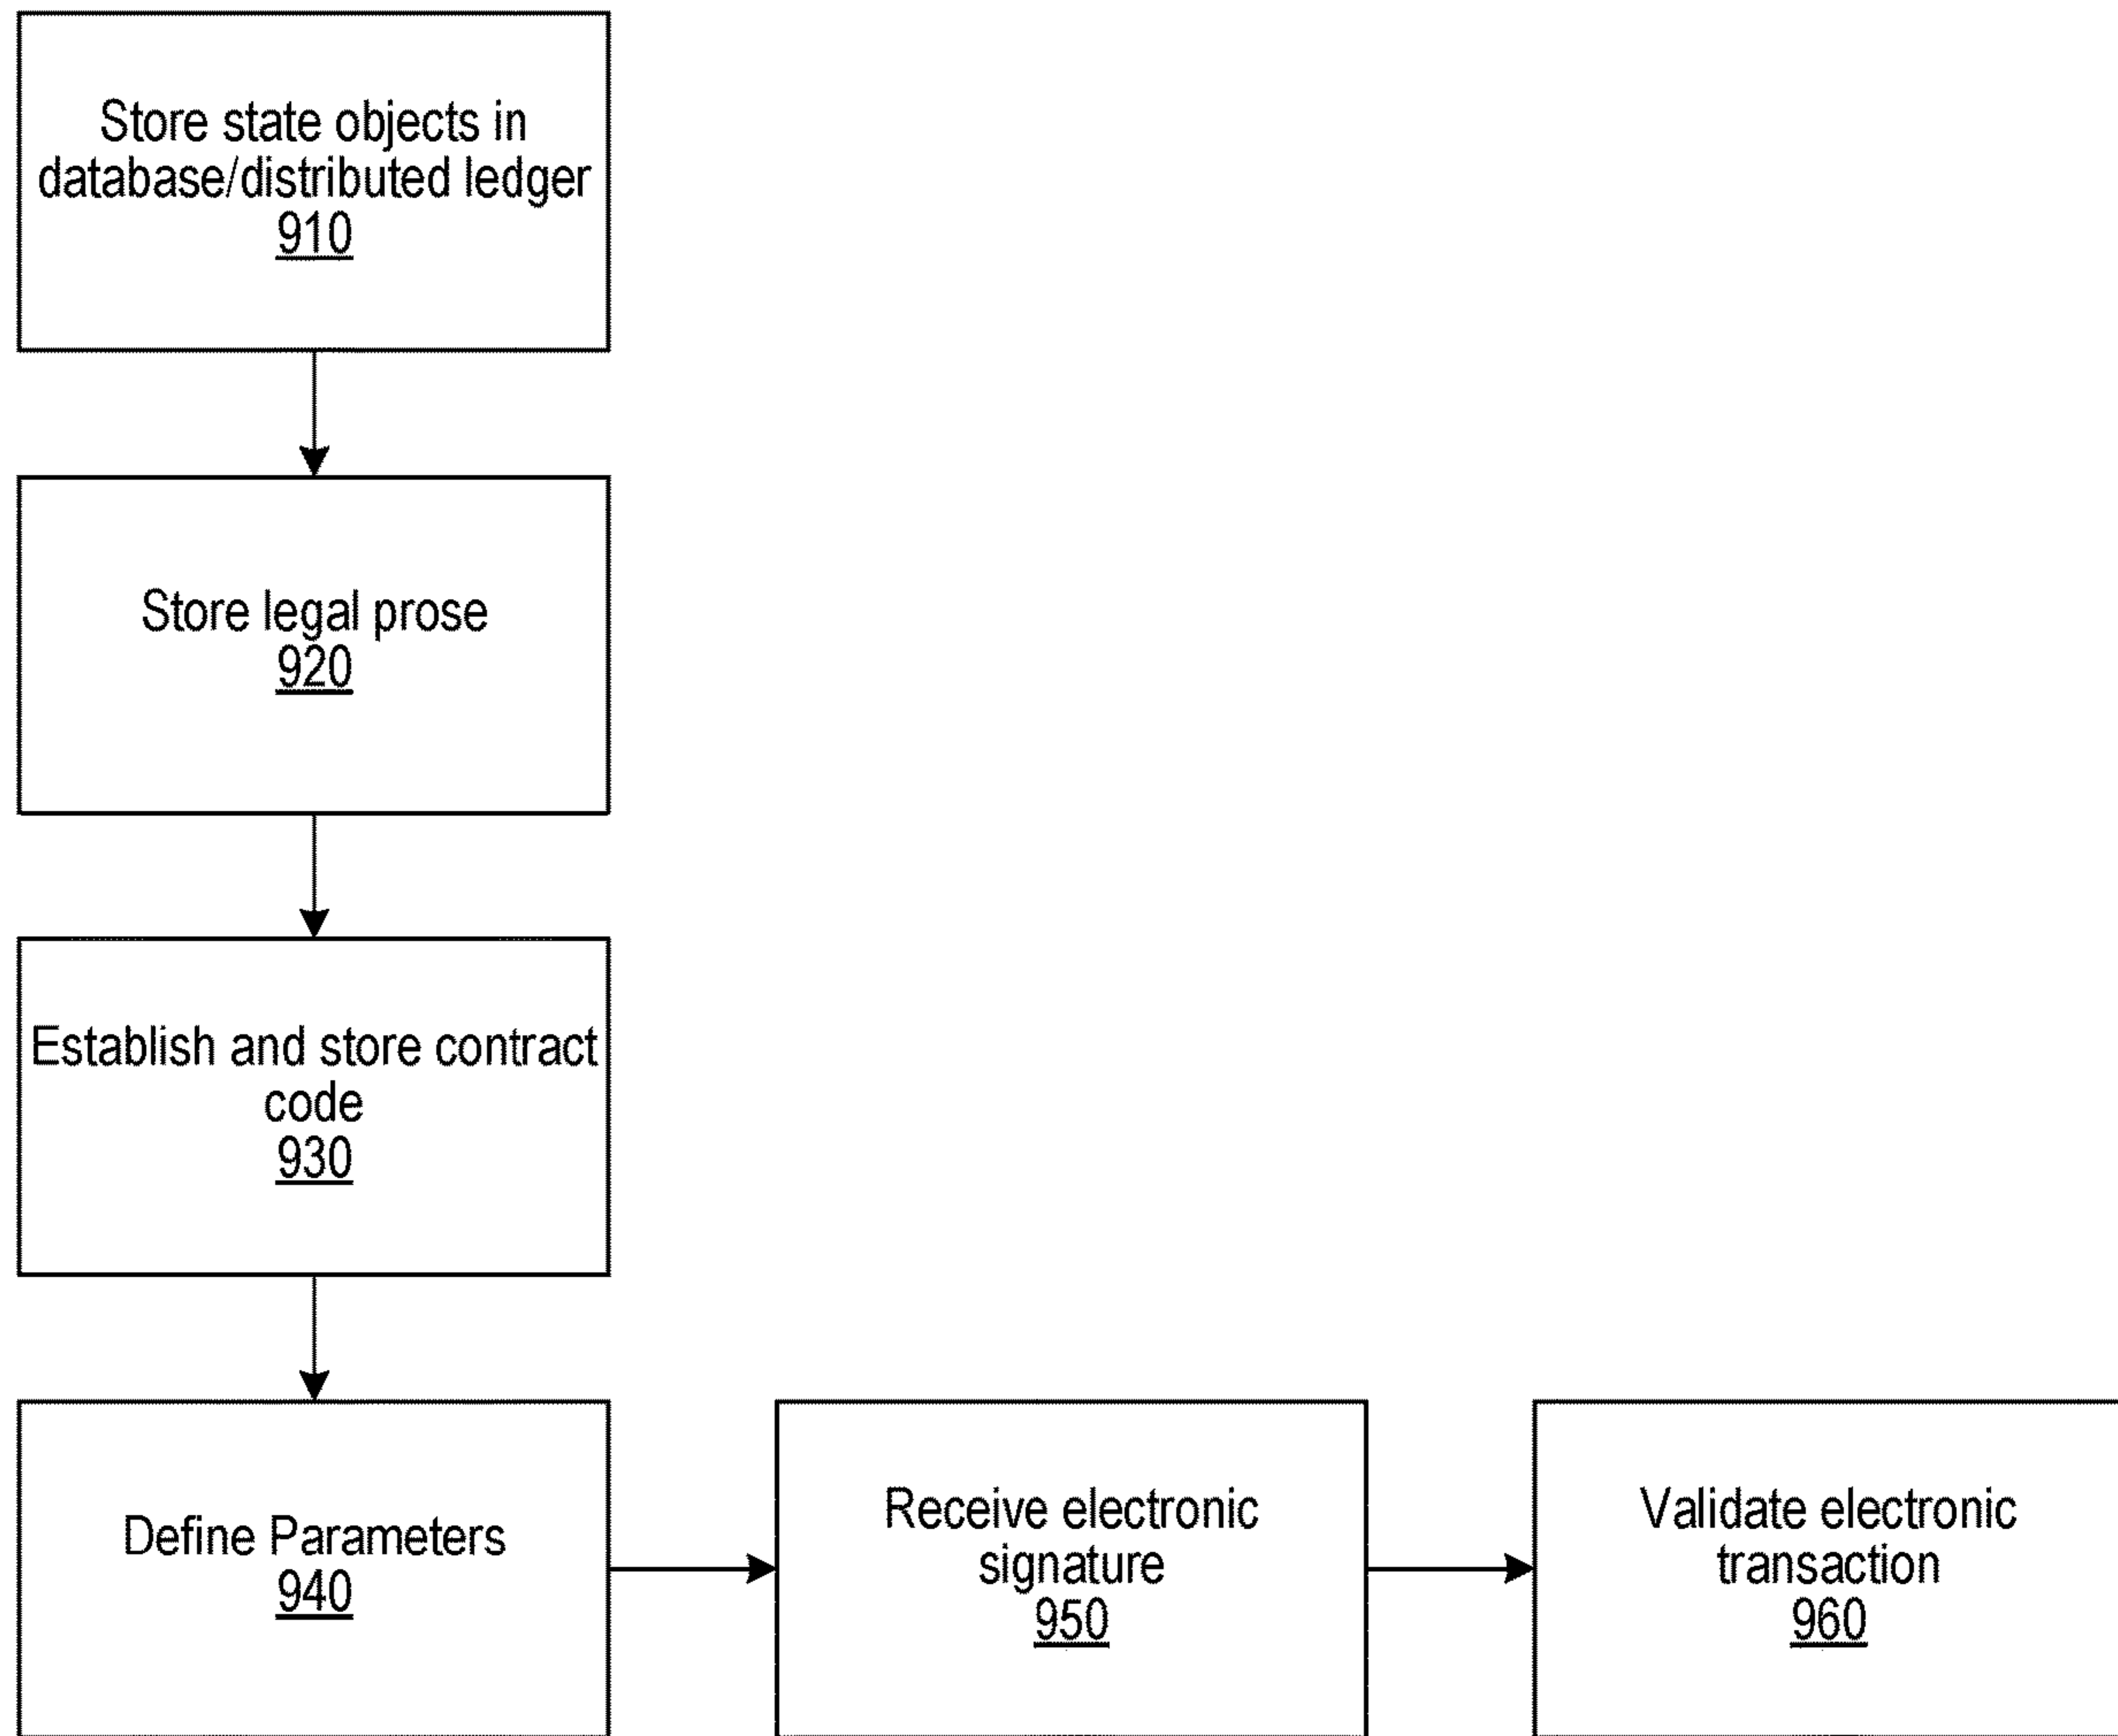 Store state objects in
database/distributed ledger
910
Store legal prose
920
Establish and store contract
code
930
Define Parameters
940
Receive electronic
signature
950
Validate electronic
transaction
960